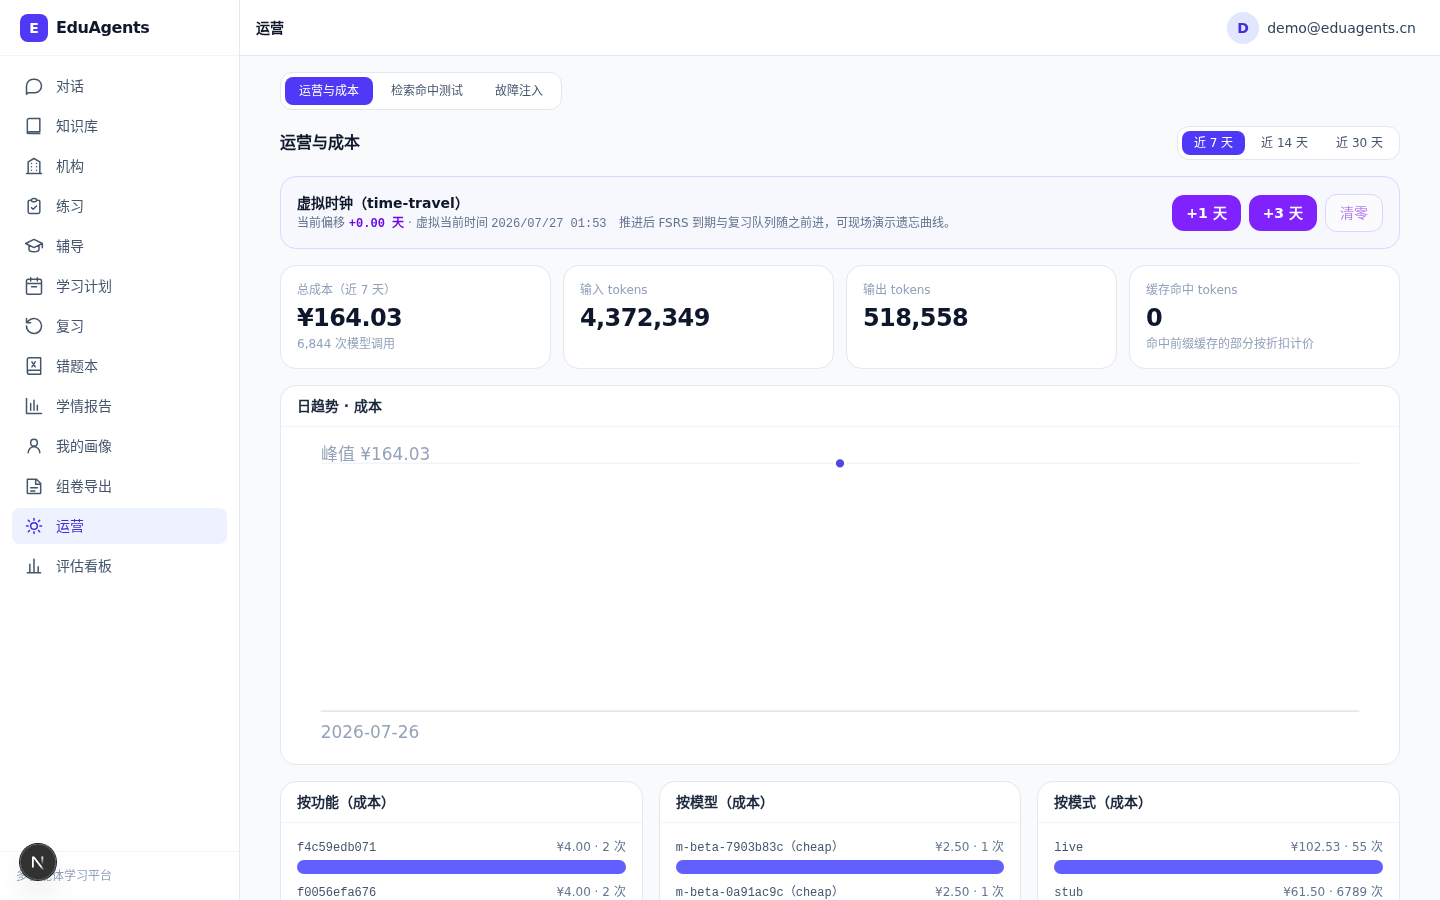 E EduAgents
对话
知识库
机构
练习
辅导
学习计划
复习
错题本
学情报告
我的画像
组卷导出
运营
评估看板
N
体学习平台
运营
D demo@eduagents.cn
运营与成本 检索命中测试 故障注入
运营与成本
近 7 天 近 14 天 近 30 天
虚拟时钟（time-travel）
当前偏移 +0.00 天 · 虚拟当前时间 2026/07/27 01:53 推进后 FSRS 到期与复习队列随之前进，可现场演示遗忘曲线。
+1 天 +3 天 清零
总成本（近 7 天）
¥164.03
6,844 次模型调用
输入 tokens
4,372,349
输出 tokens
518,558
缓存命中 tokens
0
命中前缀缓存的部分按折扣计价
日趋势 · 成本
峰值 ¥164.03
2026-07-26
按功能（成本）
f4c59edb071 ¥4.00 · 2 次
f0056efa676 ¥4.00 · 2 次
按模型（成本）
m-beta-7903b83c（cheap） ¥2.50 · 1 次
m-beta-0a91ac9c（cheap） ¥2.50 · 1 次
按模式（成本）
live ¥102.53 · 55 次
stub ¥61.50 · 6789 次